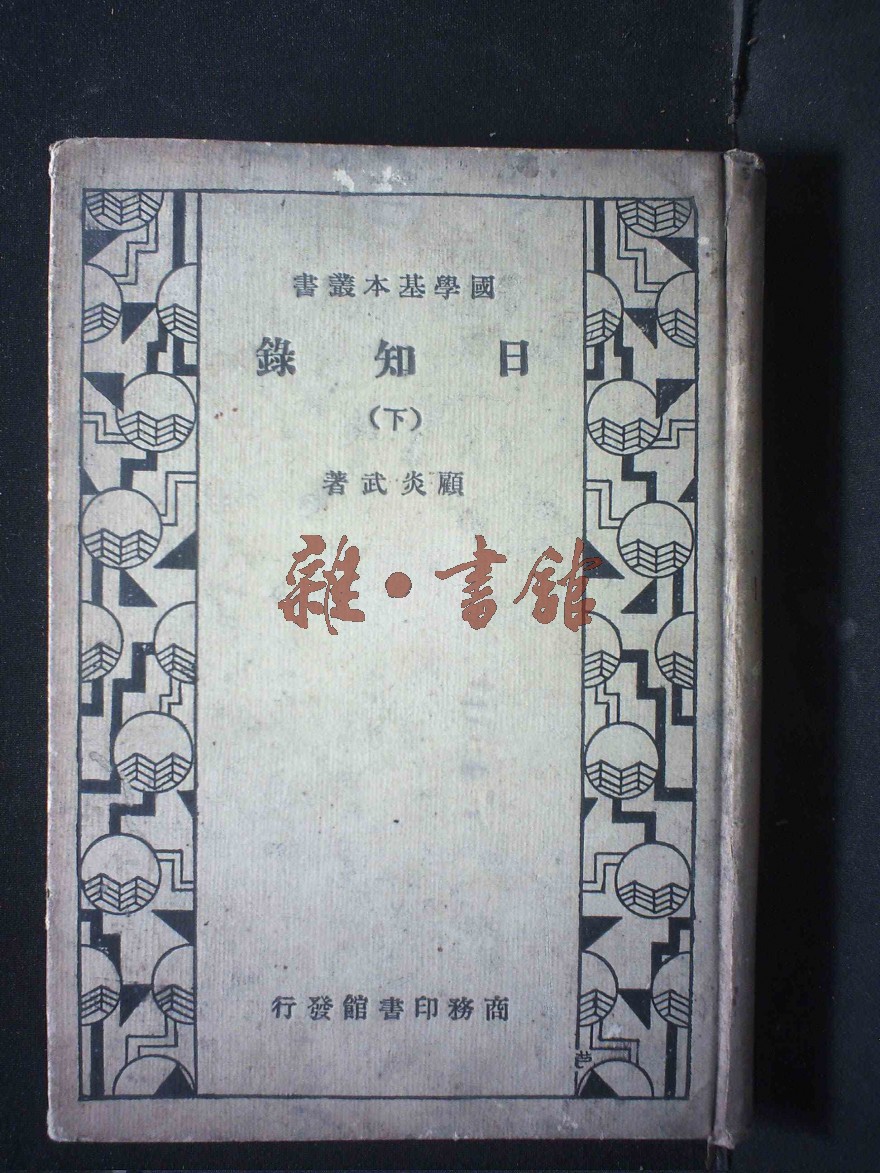 國學基本叢書
日知錄
（下）
顧炎武著
雜·書館
商務印書館發行